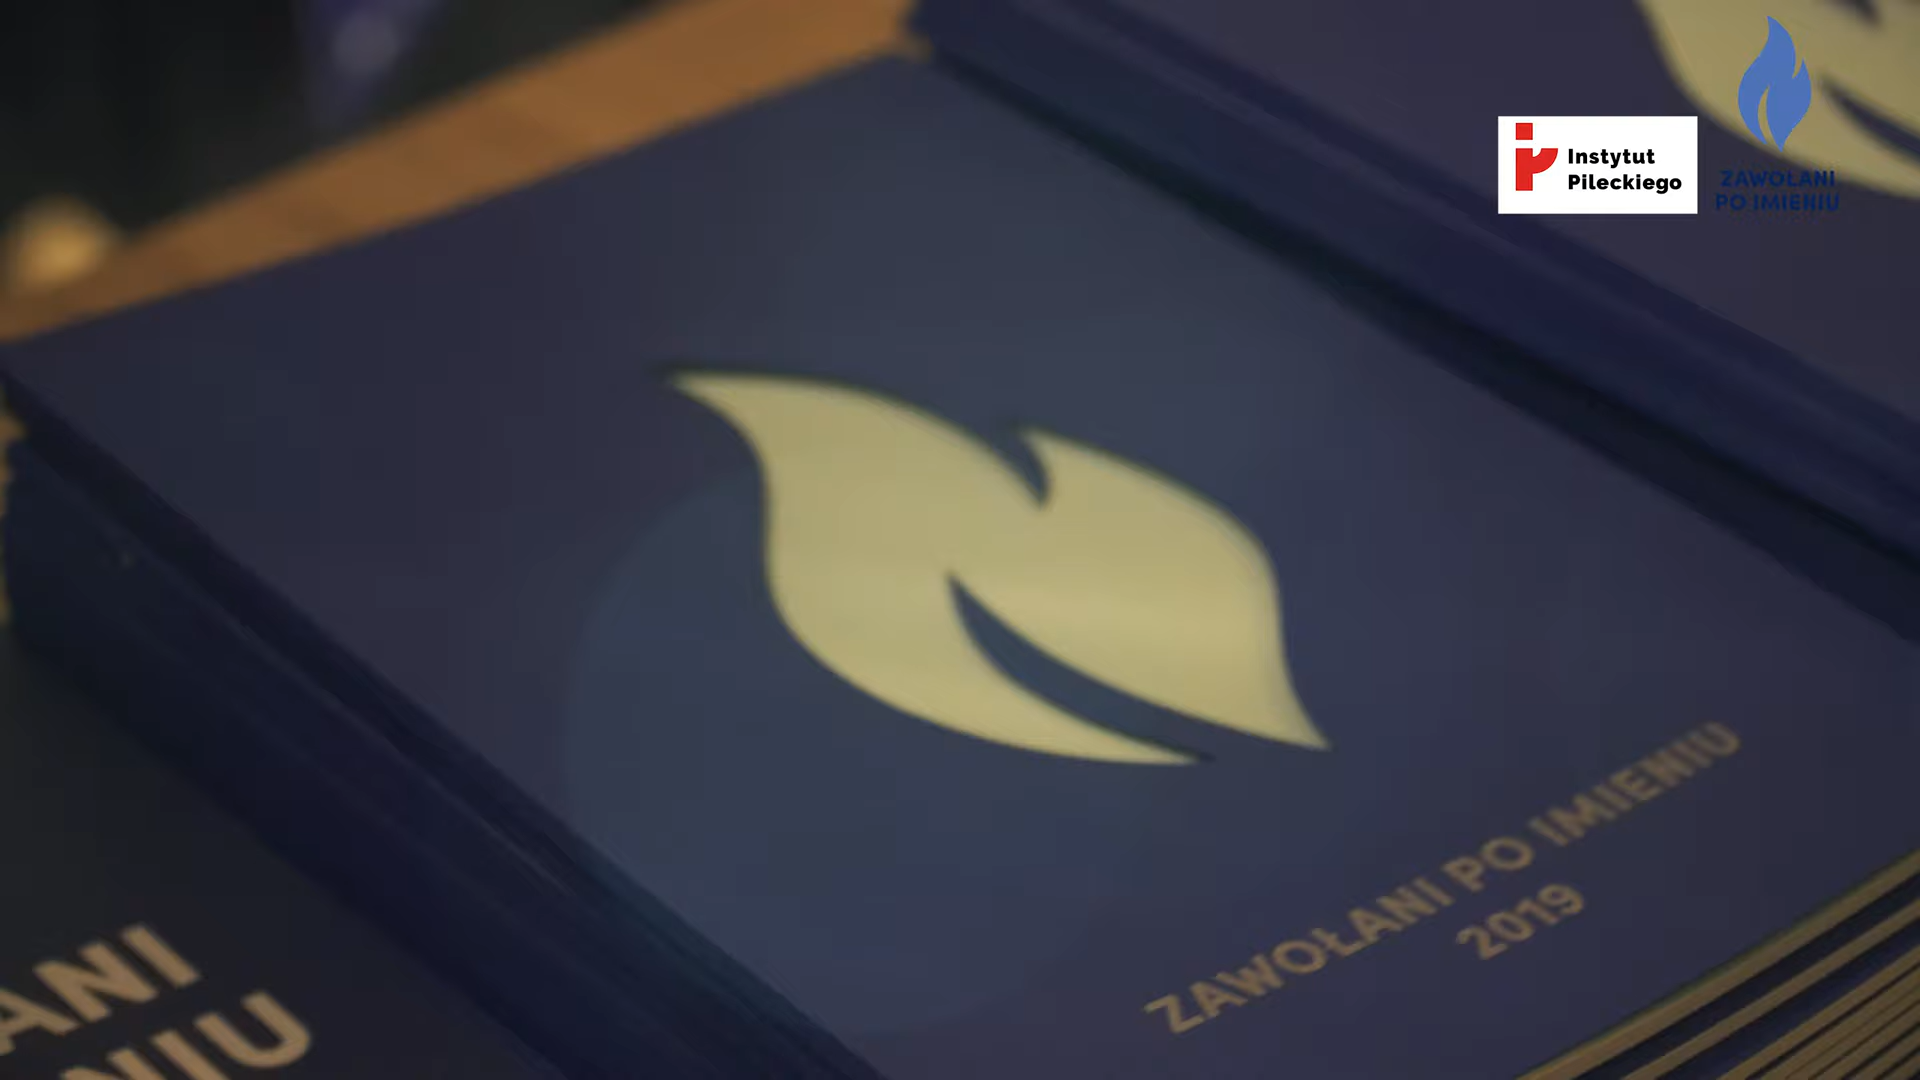 Instytut
Pileckiego
ZAWOŁANI
PO IMIENIU
ZAWOŁANI PO IMIENIU
2019
ANI
NIU